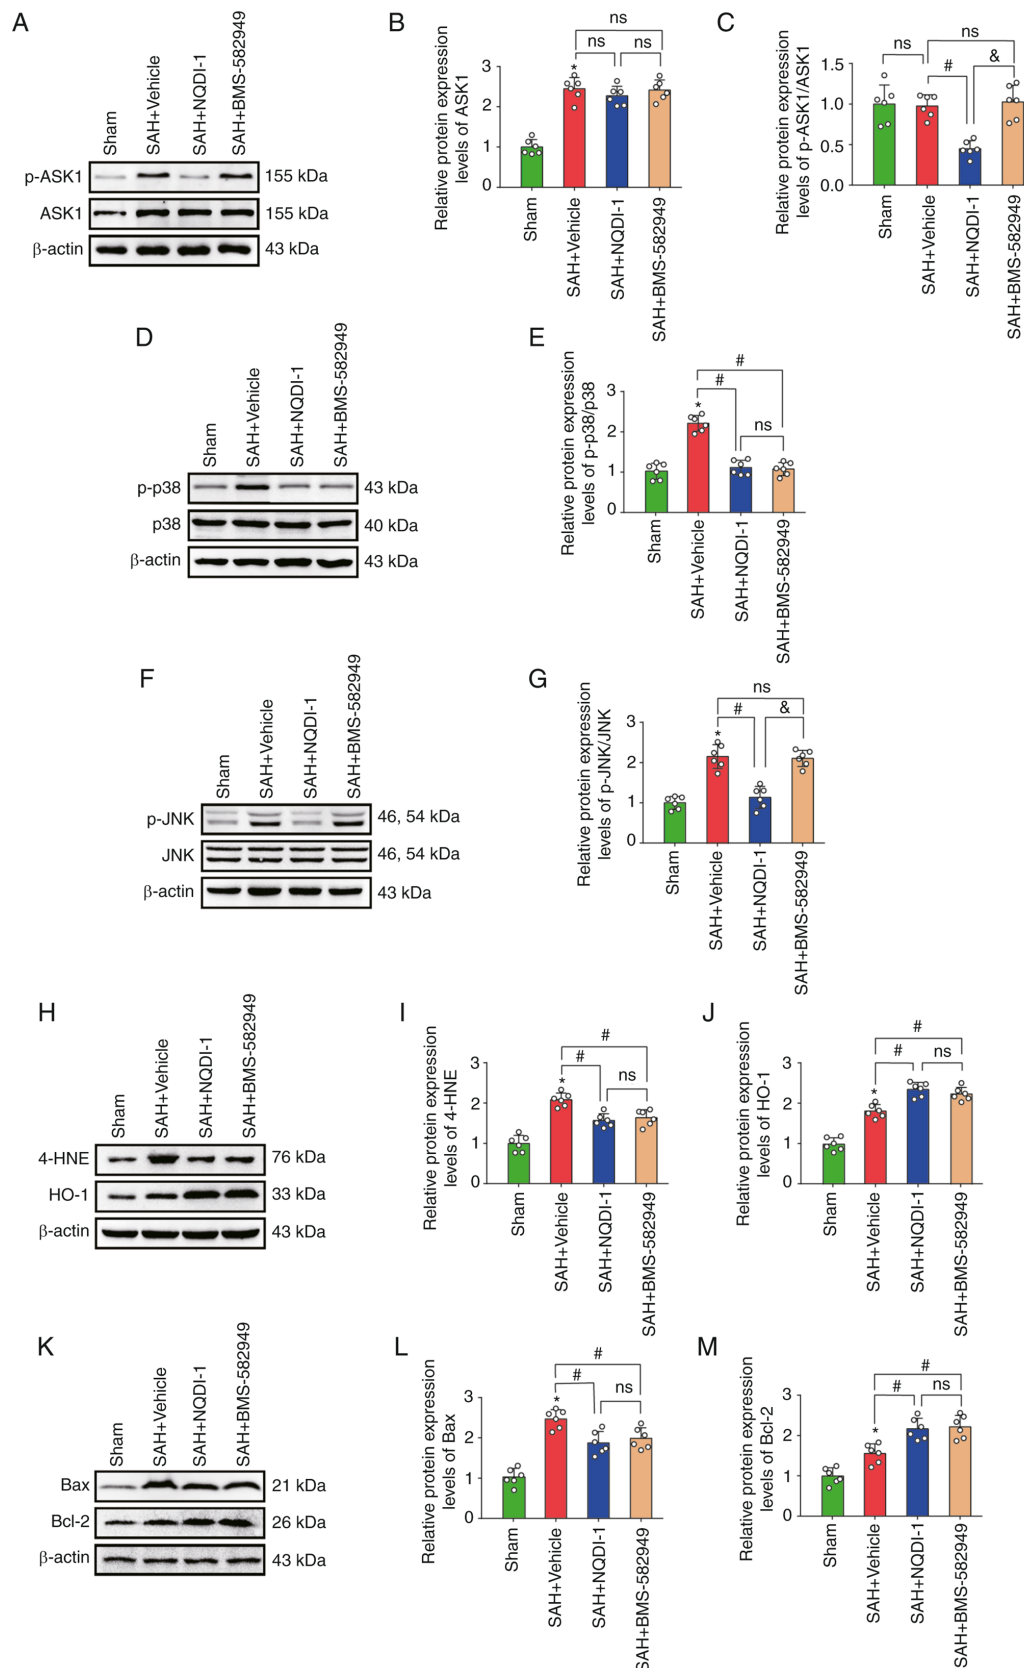 A
Sham
SAH+Vehicle
SAH+NQDI-1
SAH+BMS-582949
p-ASK1
155 kDa
ASK1
155 kDa
β-actin
43 kDa
B
Relative protein expression
levels of ASK1
3
2
1
0
*
ns
ns
ns
Sham
SAH+Vehicle
SAH+NQDI-1
SAH+BMS-582949
C
Relative protein expression
levels of p-ASK1/ASK1
1.5
1.0
0.5
0.0
ns
ns
#
&
Sham
SAH+Vehicle
SAH+NQDI-1
SAH+BMS-582949
D
Sham
SAH+Vehicle
SAH+NQDI-1
SAH+BMS-582949
p-p38
43 kDa
p38
40 kDa
β-actin
43 kDa
E
Relative protein expression
levels of p-p38/p38
3
2
1
0
*
#
#
ns
Sham
SAH+Vehicle
SAH+NQDI-1
SAH+BMS-582949
F
Sham
SAH+Vehicle
SAH+NQDI-1
SAH+BMS-582949
p-JNK
46, 54 kDa
JNK
46, 54 kDa
β-actin
43 kDa
G
Relative protein expression
levels of p-JNK/JNK
3
2
1
0
*
ns
#
&
Sham
SAH+Vehicle
SAH+NQDI-1
SAH+BMS-582949
H
Sham
SAH+Vehicle
SAH+NQDI-1
SAH+BMS-582949
4-HNE
76 kDa
HO-1
33 kDa
β-actin
43 kDa
I
Relative protein expression
levels of 4-HNE
3
2
1
0
*
#
#
ns
Sham
SAH+Vehicle
SAH+NQDI-1
SAH+BMS-582949
J
Relative protein expression
levels of HO-1
3
2
1
0
*
#
#
ns
Sham
SAH+Vehicle
SAH+NQDI-1
SAH+BMS-582949
K
Sham
SAH+Vehicle
SAH+NQDI-1
SAH+BMS-582949
Bax
21 kDa
Bcl-2
26 kDa
β-actin
43 kDa
L
Relative protein expression
levels of Bax
3
2
1
0
*
#
#
ns
Sham
SAH+Vehicle
SAH+NQDI-1
SAH+BMS-582949
M
Relative protein expression
levels of Bcl-2
3
2
1
0
*
#
#
ns
Sham
SAH+Vehicle
SAH+NQDI-1
SAH+BMS-582949